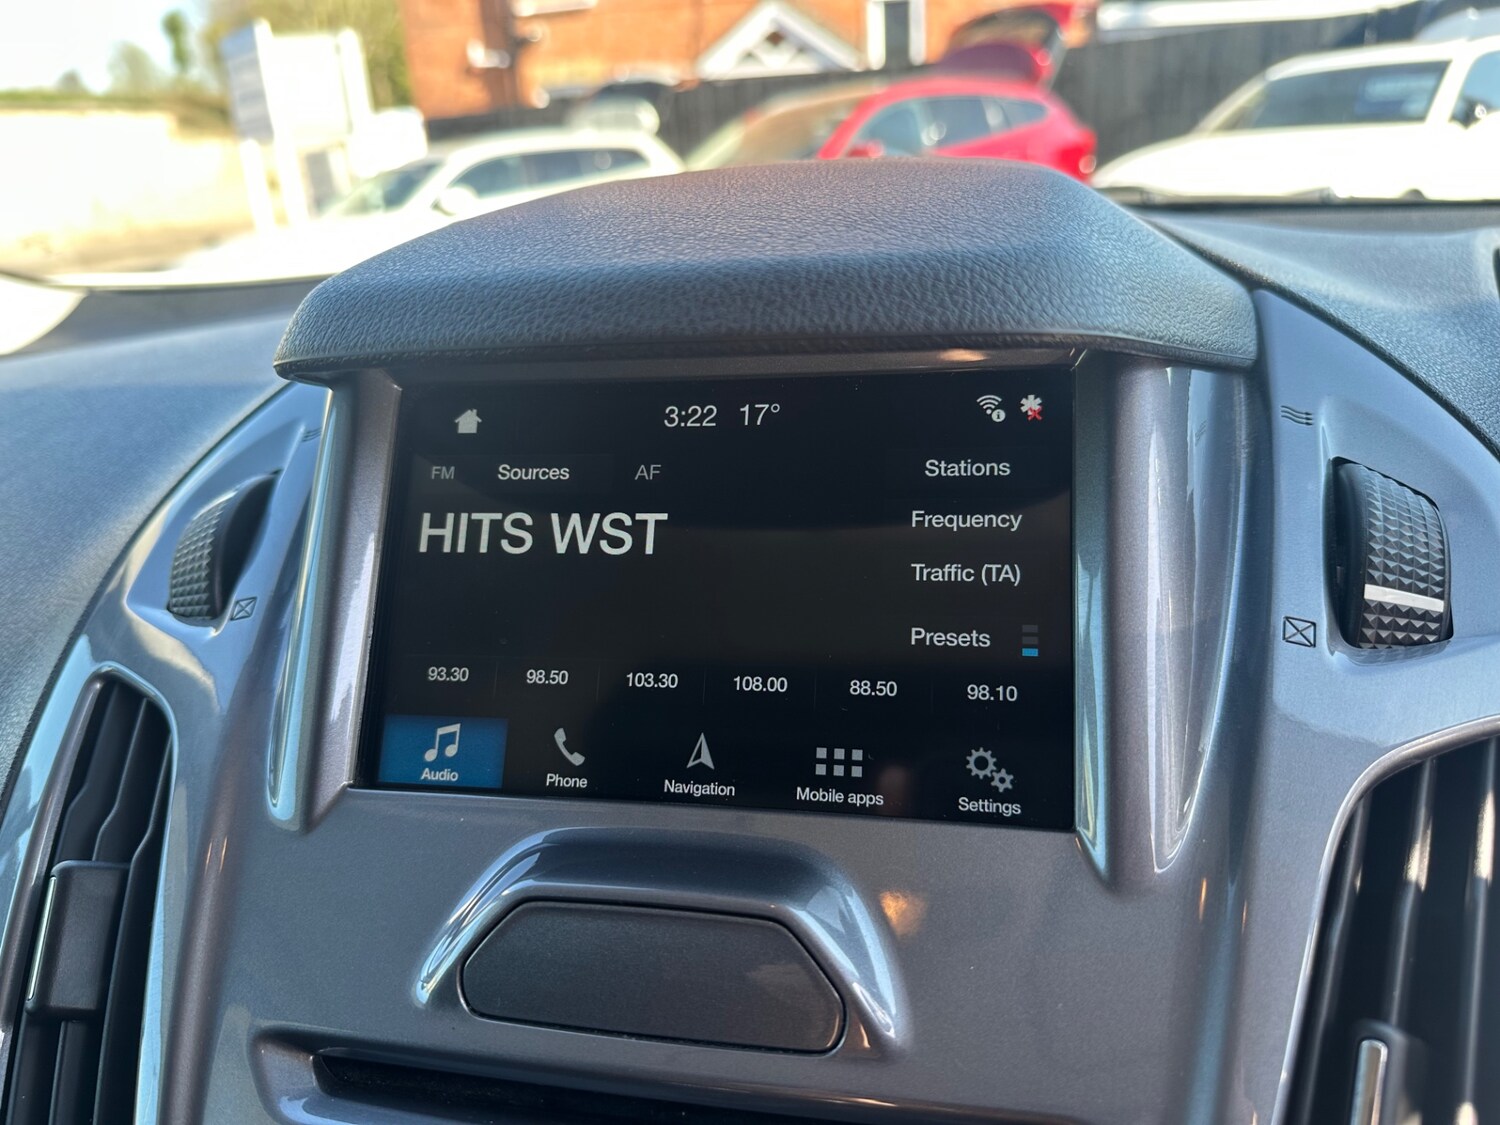 3:22 17°
FM Sources AF Stations
HITS WST
Frequency
Traffic (TA)
Presets
93.30 98.50 103.30 108.00 88.50 98.10
Audio Phone Navigation Mobile apps Settings